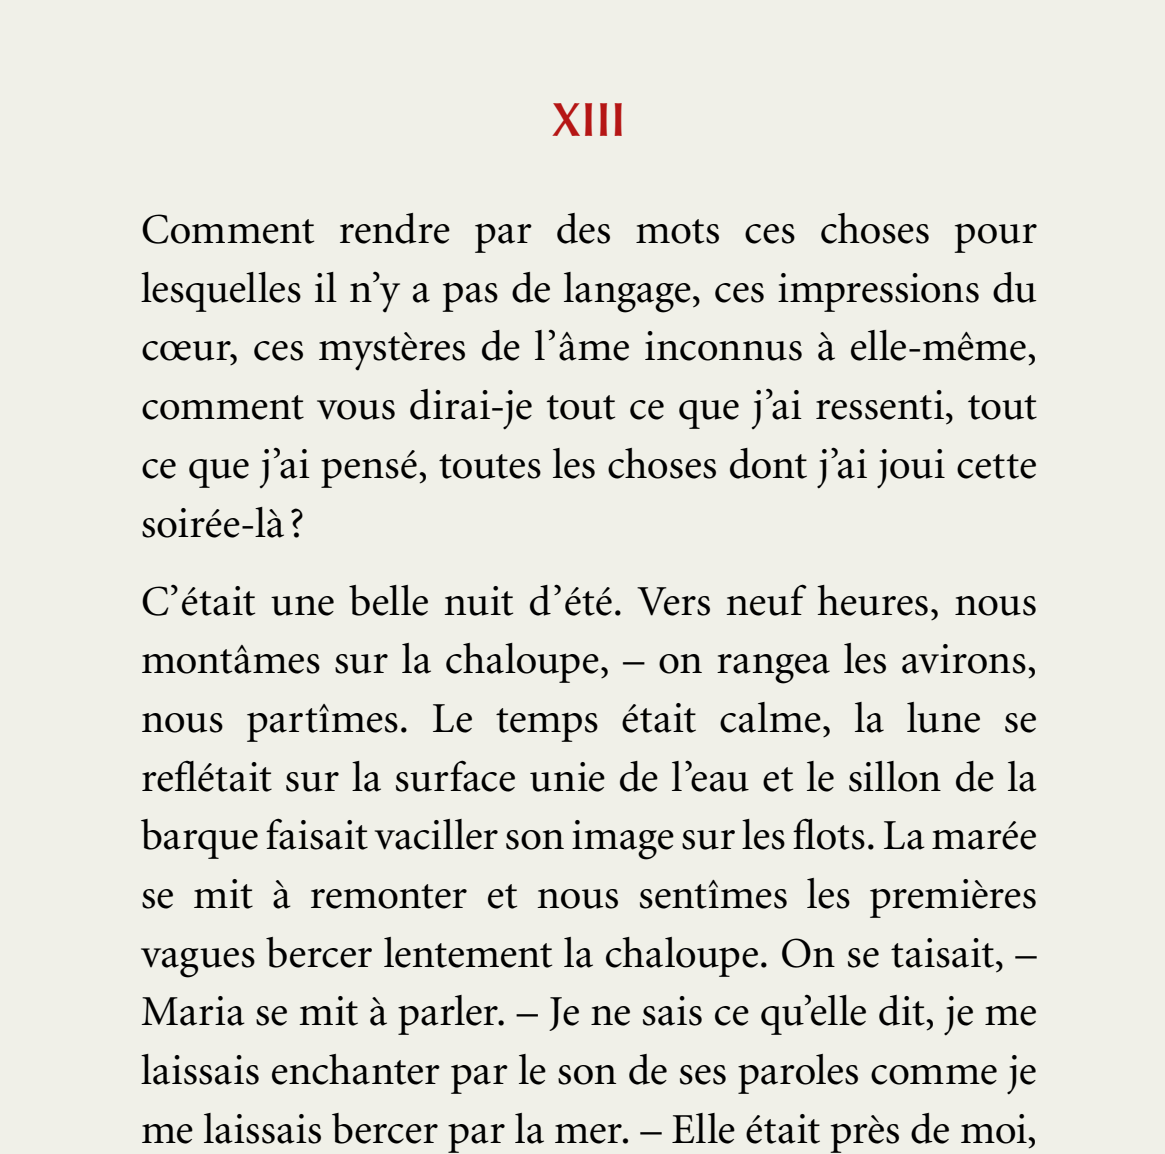 XIII
Comment rendre par des mots ces choses pour
lesquelles il n’y a pas de langage, ces impressions du
cœur, ces mystères de l’âme inconnus à elle-même,
comment vous dirai-je tout ce que j’ai ressenti, tout
ce que j’ai pensé, toutes les choses dont j’ai joui cette
soirée-là ?
C’était une belle nuit d’été. Vers neuf heures, nous
montâmes sur la chaloupe, – on rangea les avirons,
nous partîmes. Le temps était calme, la lune se
reflétait sur la surface unie de l’eau et le sillon de la
barque faisait vaciller son image sur les flots. La marée
se mit à remonter et nous sentîmes les premières
vagues bercer lentement la chaloupe. On se taisait, –
Maria se mit à parler. – Je ne sais ce qu’elle dit, je me
laissais enchanter par le son de ses paroles comme je
me laissais bercer par la mer. – Elle était près de moi,